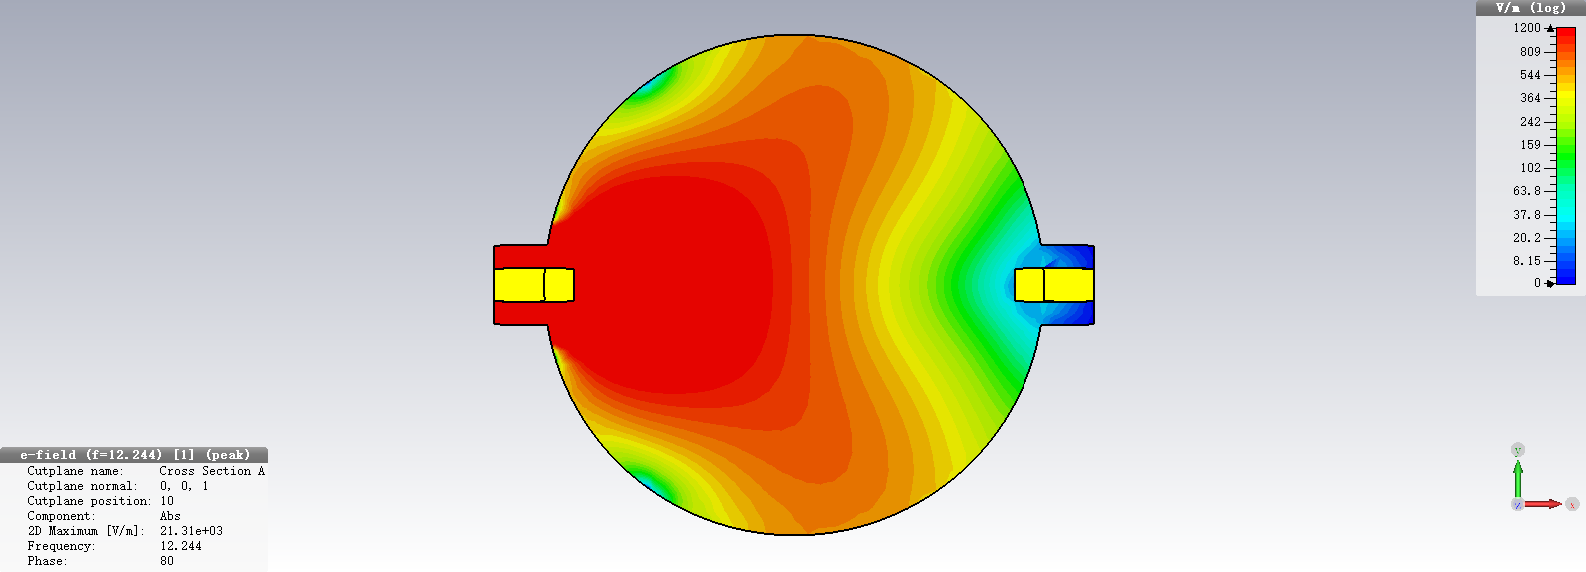 V/m (log)
1200
809
544
364
242
159
102
63.8
37.8
20.2
8.15
0
e-field (f=12.244) [1] (peak)
Cutplane name: Cross Section A
Cutplane normal: 0, 0, 1
Cutplane position: 10
Component: Abs
2D Maximum [V/m]: 21.31e+03
Frequency: 12.244
Phase: 80
y
z
x